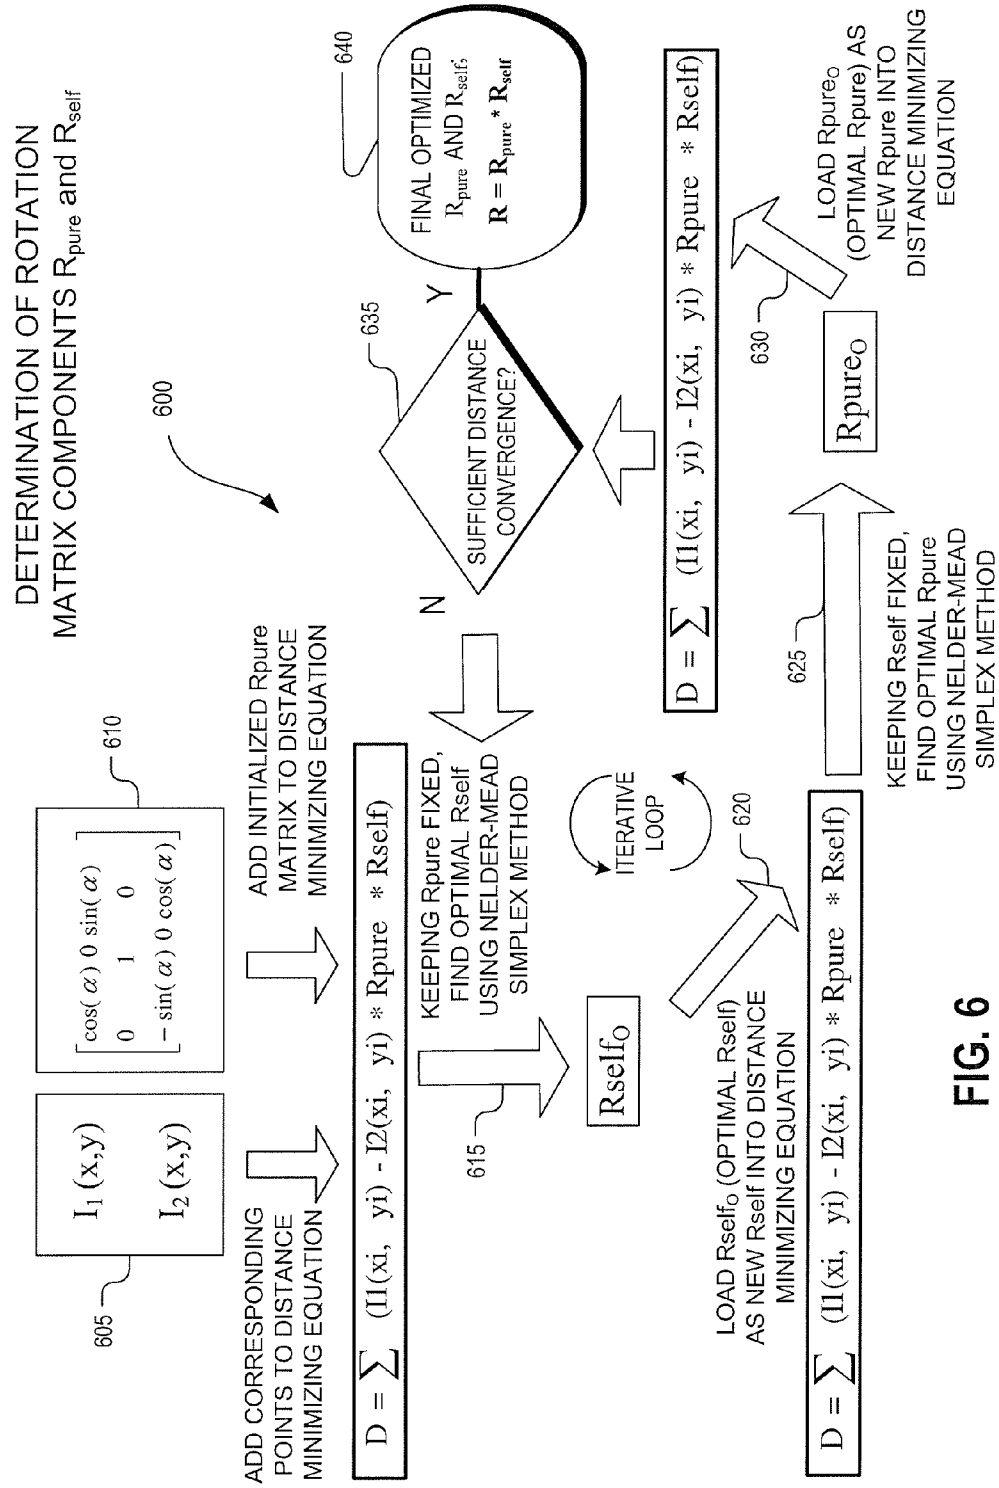 DETERMINATION OF ROTATION
MATRIX COMPONENTS Rpure and Rself
600
605
I1(x,y)
I2(x,y)
610
cos(α) 0 sin(α)
0 1 0
− sin(α) 0 cos(α)
ADD CORRESPONDING
POINTS TO DISTANCE
MINIMIZING EQUATION
ADD INITIALIZED Rpure
MATRIX TO DISTANCE
MINIMIZING EQUATION
D = ∑ (I1(xi, yi) - I2(xi, yi) * Rpure * Rself)
615
KEEPING Rpure FIXED,
FIND OPTIMAL Rself
USING NELDER-MEAD
SIMPLEX METHOD
RselfO
ITERATIVE
LOOP
620
LOAD RselfO (OPTIMAL Rself)
AS NEW Rself INTO DISTANCE
MINIMIZING EQUATION
D = ∑ (I1(xi, yi) - I2(xi, yi) * Rpure * Rself)
625
KEEPING Rself FIXED,
FIND OPTIMAL Rpure
USING NELDER-MEAD
SIMPLEX METHOD
RpureO
630
LOAD RpureO
(OPTIMAL Rpure) AS
NEW Rpure INTO
DISTANCE MINIMIZING
EQUATION
D = ∑ (I1(xi, yi) - I2(xi, yi) * Rpure * Rself)
635
SUFFICIENT DISTANCE
CONVERGENCE?
N
Y
640
FINAL OPTIMIZED
Rpure AND Rself;
R = Rpure * Rself
FIG. 6